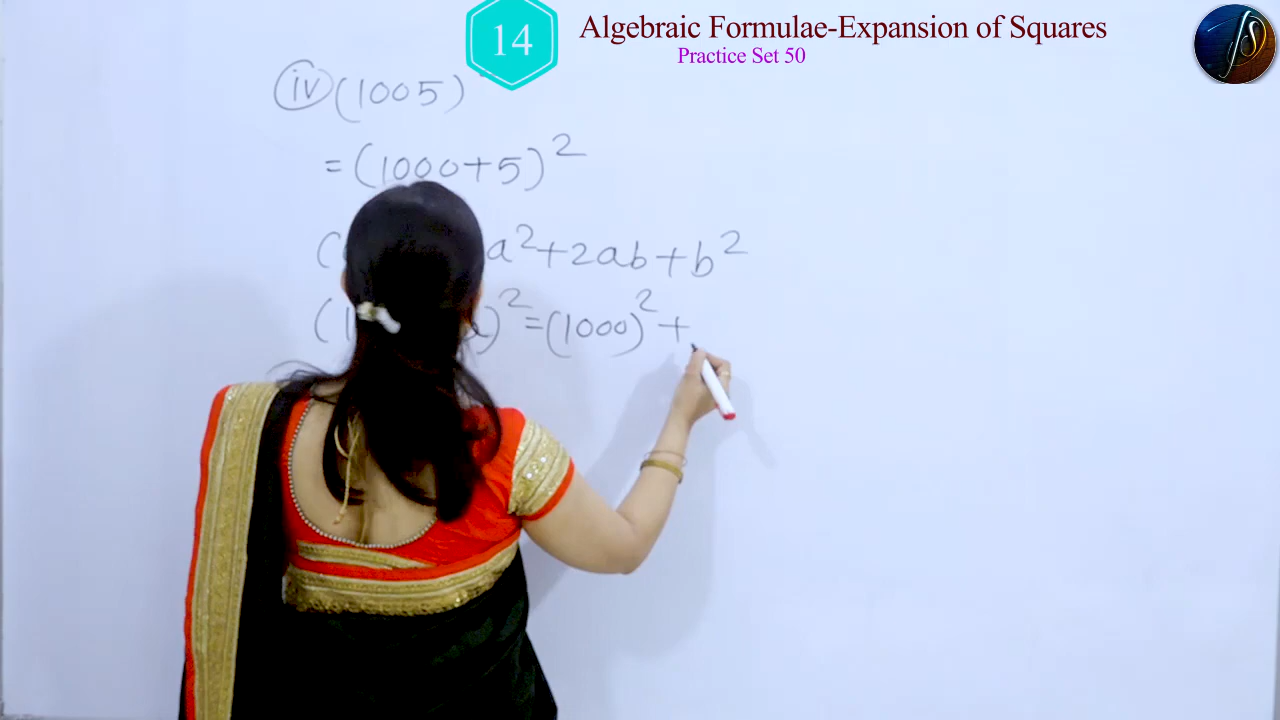 14
Algebraic Formulae-Expansion of Squares
Practice Set 50
iv (1005)
=(1000+5)²
( a²+2ab+b²
( )²=(1000)²+